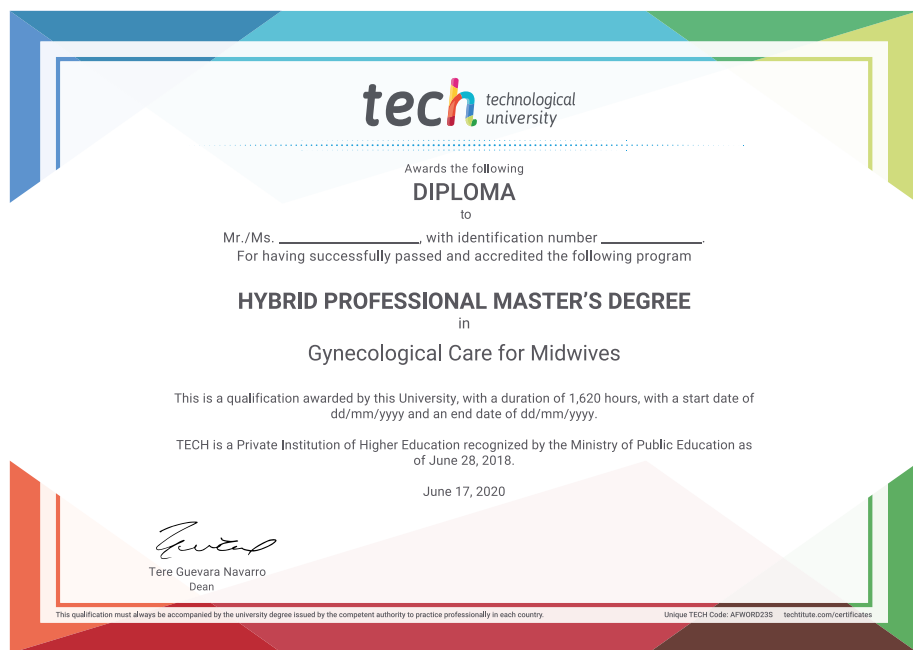 tech technological
university
Awards the following
DIPLOMA
to
Mr./Ms. ____________________, with identification number ______________.
For having successfully passed and accredited the following program
HYBRID PROFESSIONAL MASTER'S DEGREE
in
Gynecological Care for Midwives
This is a qualification awarded by this University, with a duration of 1,620 hours, with a start date of
dd/mm/yyyy and an end date of dd/mm/yyyy.
TECH is a Private Institution of Higher Education recognized by the Ministry of Public Education as
of June 28, 2018.
June 17, 2020
Tere Guevara Navarro
Dean
This qualification must always be accompanied by the university degree issued by the competent authority to practice professionally in each country. Unique TECH Code: AFWORD23S techtitute.com/certificates